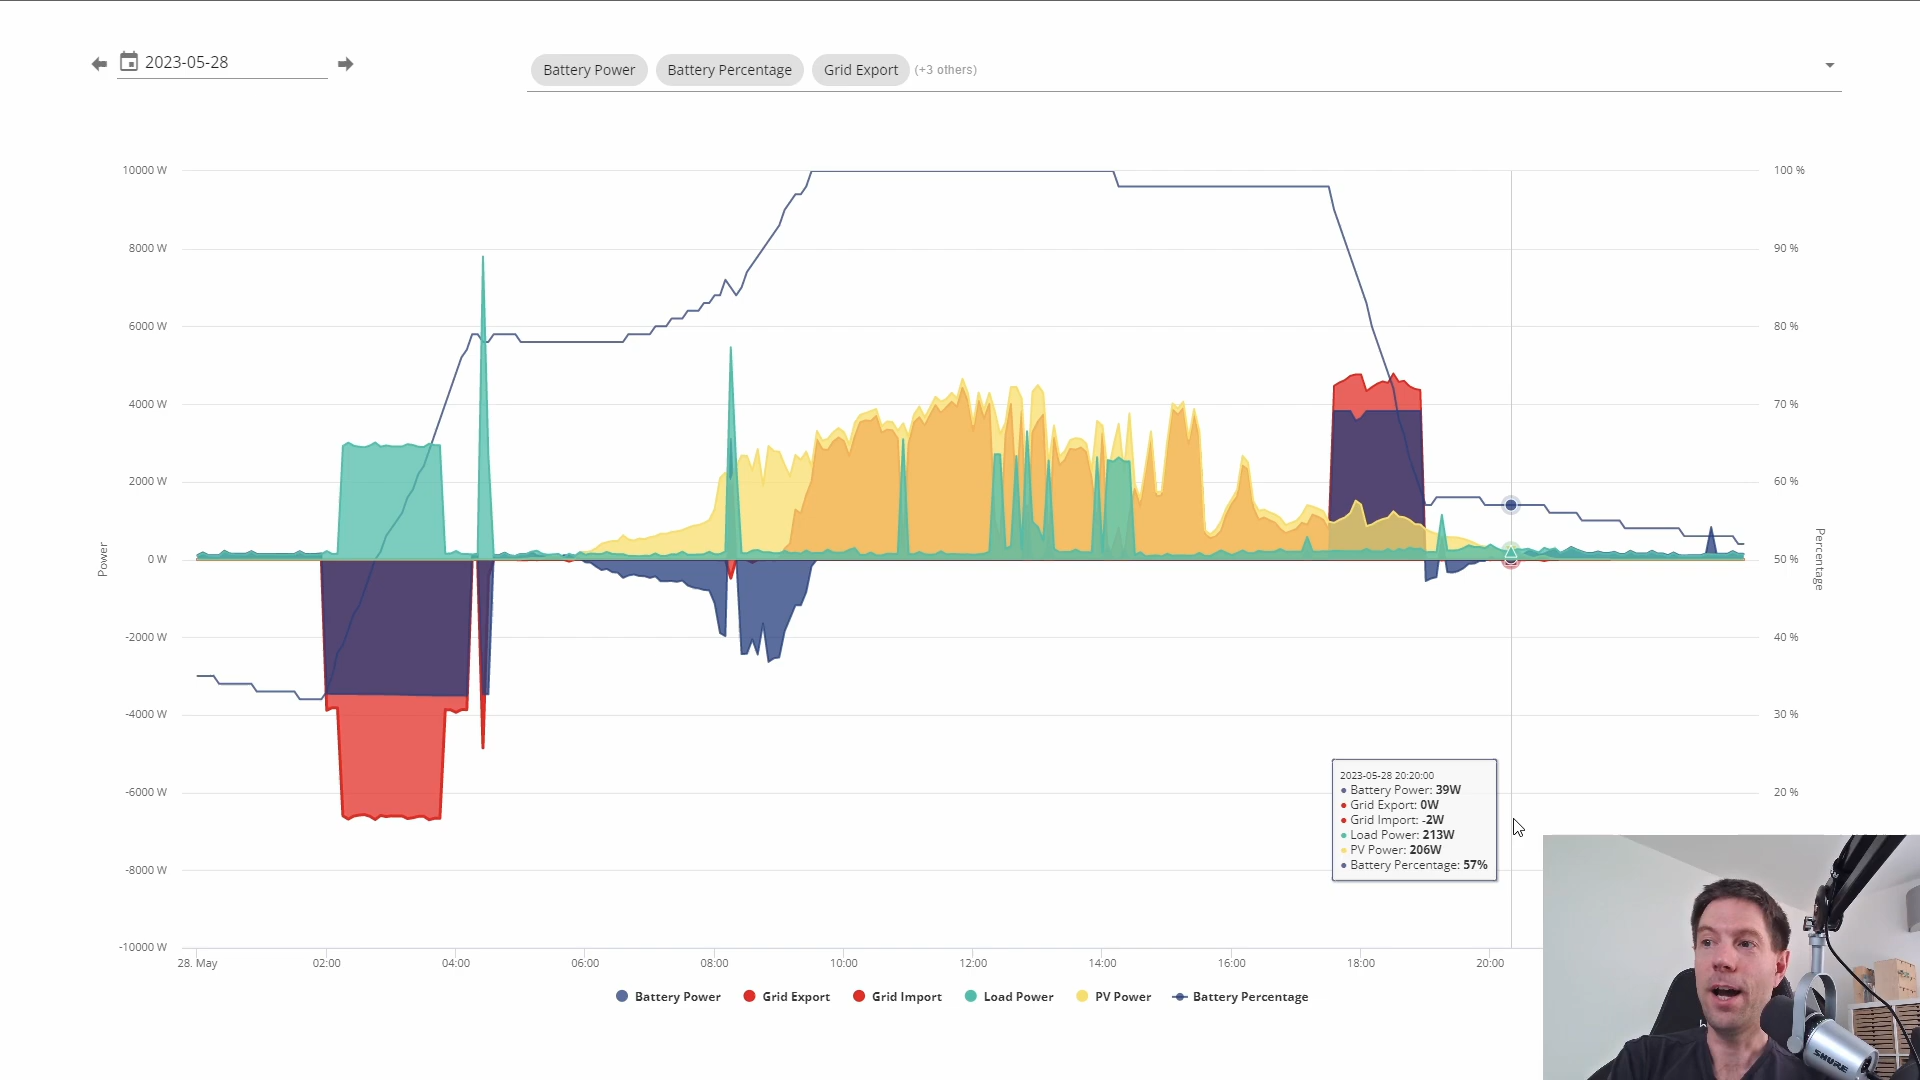 2023-05-28
Battery Power Battery Percentage Grid Export (+3 others)
10000 W 100 %
8000 W 90 %
6000 W 80 %
4000 W 70 %
2000 W 60 %
0 W 50 %
-2000 W 40 %
-4000 W 30 %
-6000 W 20 %
-8000 W
-10000 W
Power
Percentage
2023-05-28 20:20:00
Battery Power: 39W
Grid Export: 0W
Grid Import: -2W
Load Power: 213W
PV Power: 206W
Battery Percentage: 57%
28. May 02:00 04:00 06:00 08:00 10:00 12:00 14:00 16:00 18:00 20:00
Battery Power Grid Export Grid Import Load Power PV Power Battery Percentage
SHURE